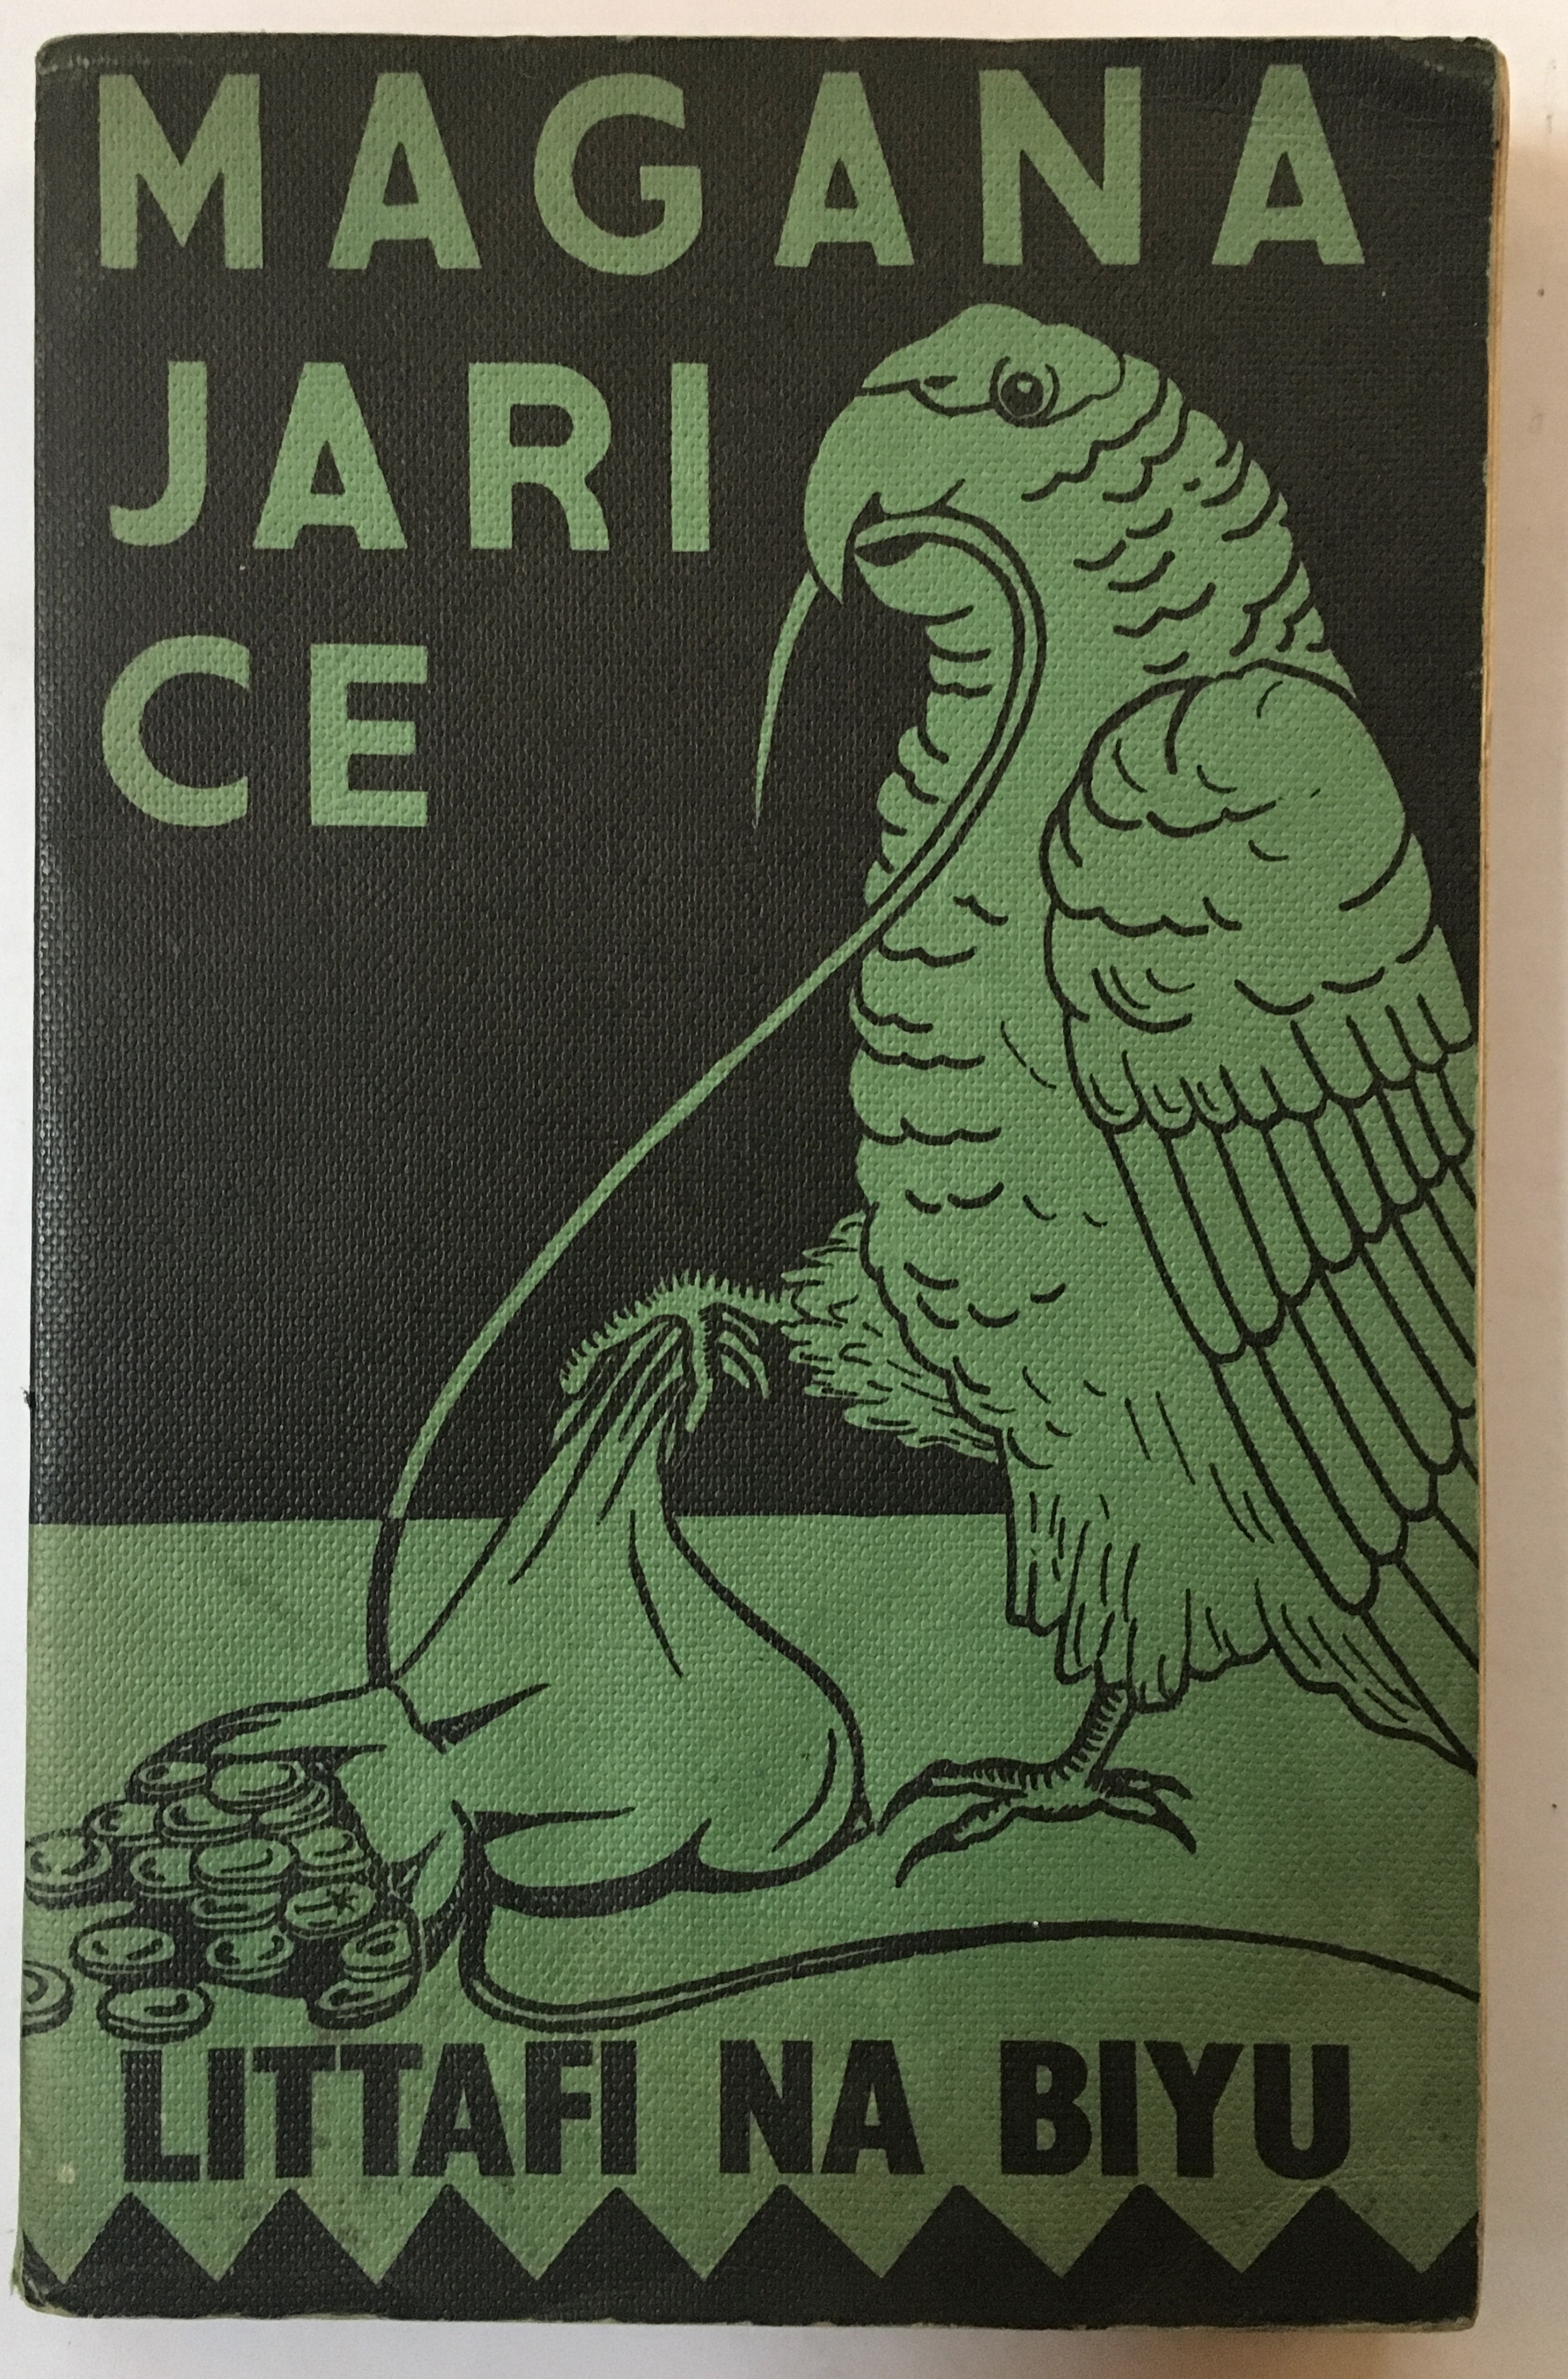 MAGANA
JARI
CE
LITTAFI NA BIYU